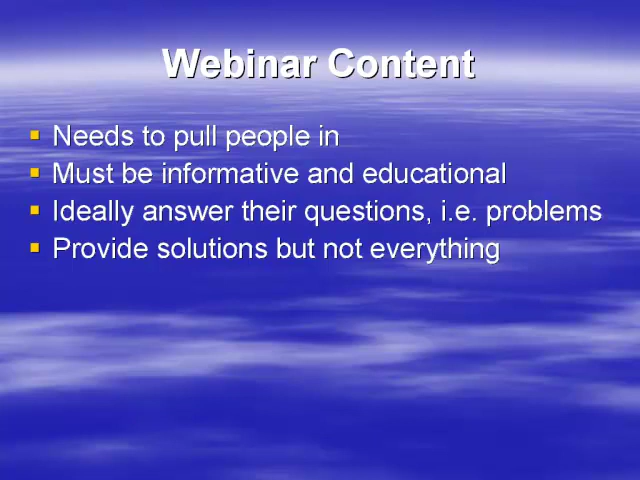 Webinar Content
Needs to pull people in
Must be informative and educational
Ideally answer their questions, i.e. problems
Provide solutions but not everything